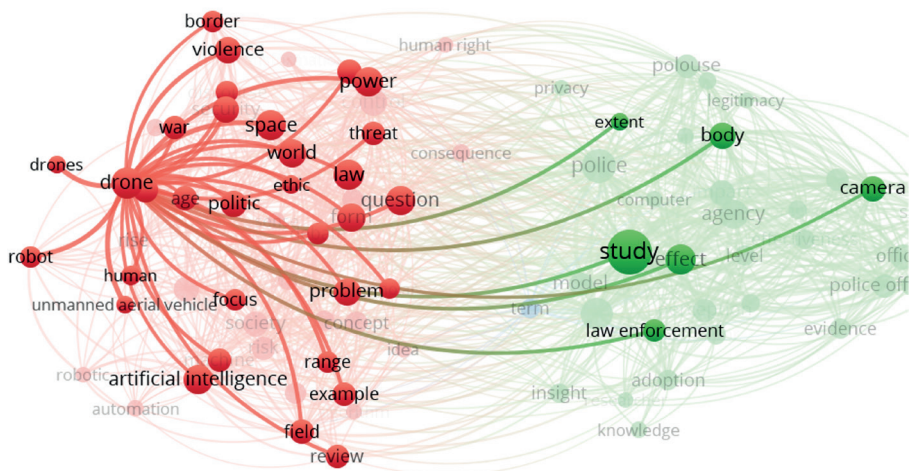 border
violence
human right
polouse
power
privacy
legitimacy
security
war
space
threat
extent
body
world
consequence
police
drones
drone
law
ethic
age
politic
question
computer
camera
form
agency
rise
study
effect
level
robot
human
model
unmanned aerial vehicle
focus
problem
term
society
concept
law enforcement
evidence
risk
idea
range
robotic
artificial intelligence
example
insight
adoption
researcher
automation
field
knowledge
review